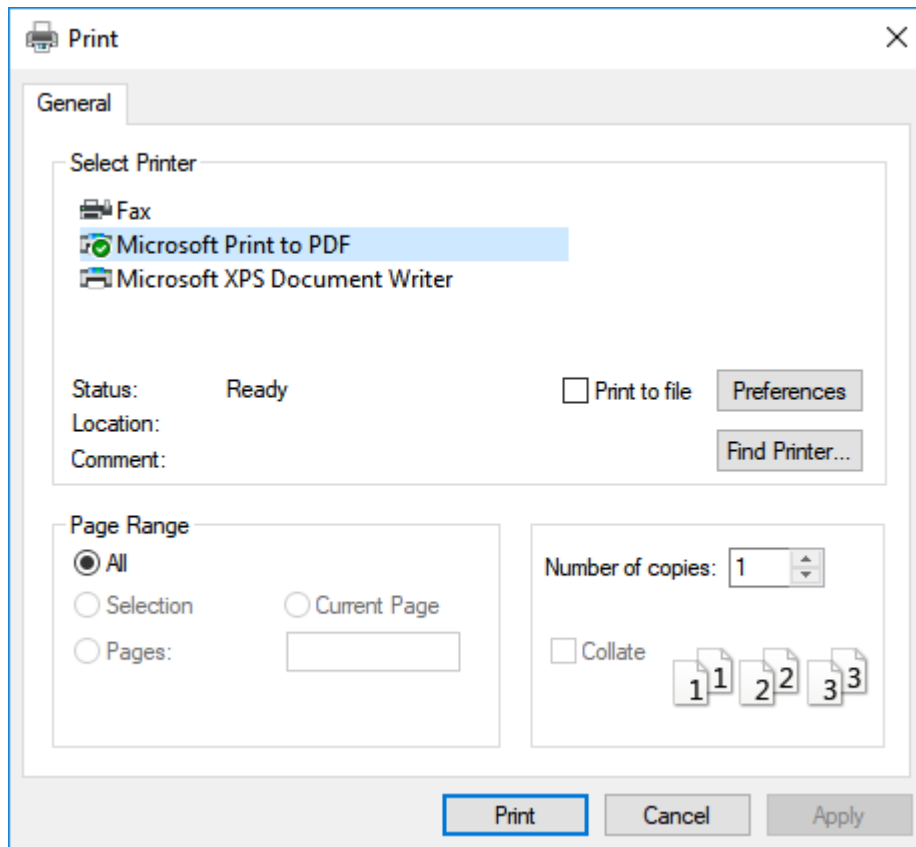 Print
General
Select Printer
Fax
Microsoft Print to PDF
Microsoft XPS Document Writer
Status: Ready
Print to file
Preferences
Location:
Comment:
Find Printer...
Page Range
All
Selection
Current Page
Pages:
Number of copies: 1
Collate
1 1 2 2 3 3
Print
Cancel
Apply